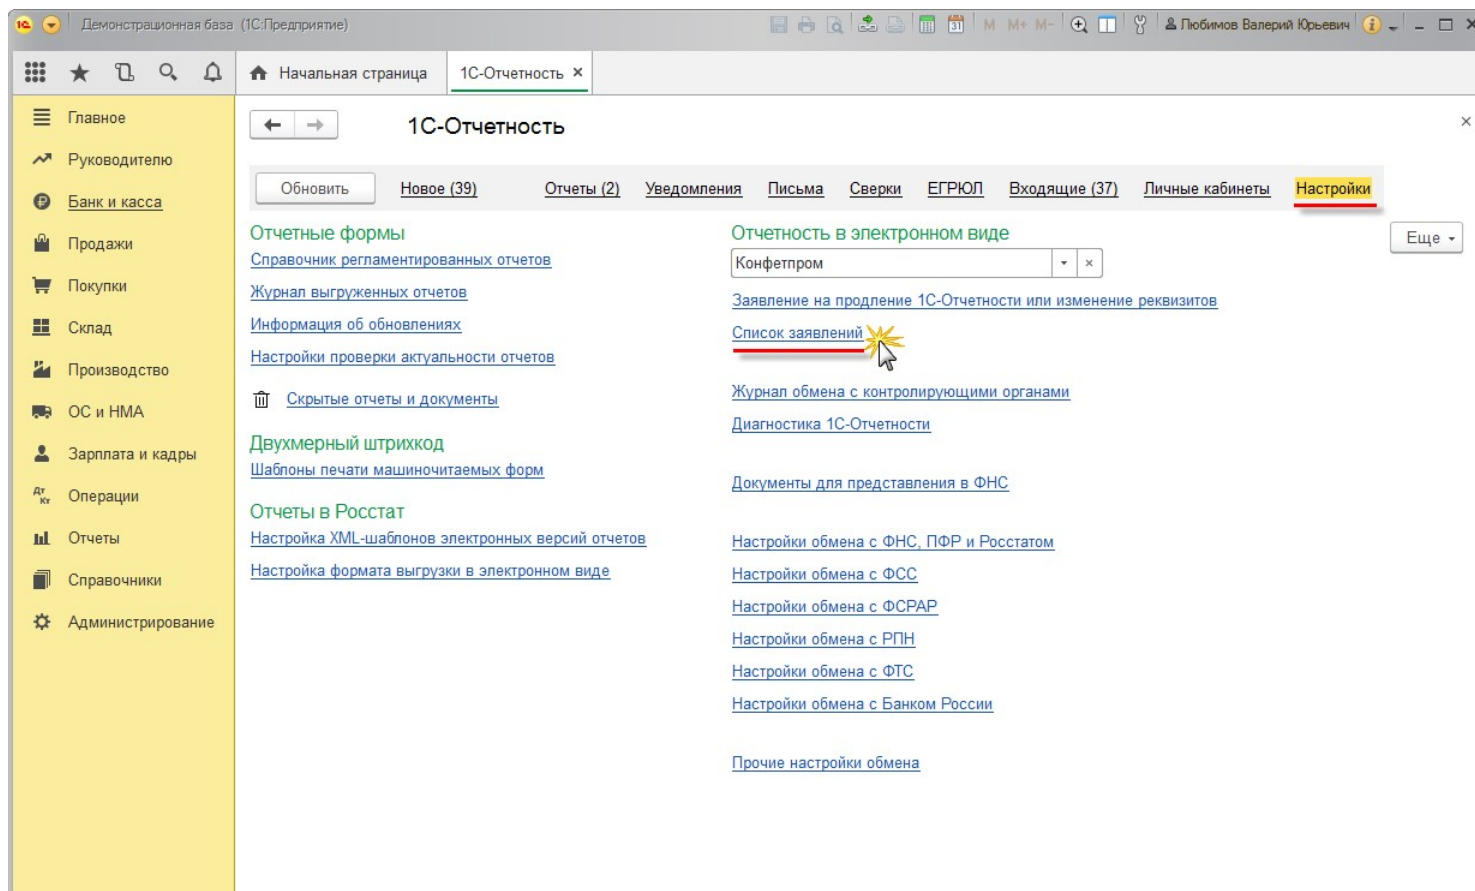 1С Демонстрационная база (1С:Предприятие) 31 M M+ M- Любимов Валерий Юрьевич i
Начальная страница 1С-Отчетность ×
Главное
Руководителю
Банк и касса
Продажи
Покупки
Склад
Производство
ОС и НМА
Зарплата и кадры
Дт Кт Операции
Отчеты
Справочники
Администрирование
1С-Отчетность
Обновить Новое (39) Отчеты (2) Уведомления Письма Сверки ЕГРЮЛ Входящие (37) Личные кабинеты Настройки
Еще
Отчетные формы
Справочник регламентированных отчетов
Журнал выгруженных отчетов
Информация об обновлениях
Настройки проверки актуальности отчетов
Скрытые отчеты и документы
Двухмерный штрихкод
Шаблоны печати машиночитаемых форм
Отчеты в Росстат
Настройка XML-шаблонов электронных версий отчетов
Настройка формата выгрузки в электронном виде
Отчетность в электронном виде
Конфетпром
Заявление на продление 1С-Отчетности или изменение реквизитов
Список заявлений
Журнал обмена с контролирующими органами
Диагностика 1С-Отчетности
Документы для представления в ФНС
Настройки обмена с ФНС, ПФР и Росстатом
Настройки обмена с ФСС
Настройки обмена с ФСРАР
Настройки обмена с РПН
Настройки обмена с ФТС
Настройки обмена с Банком России
Прочие настройки обмена